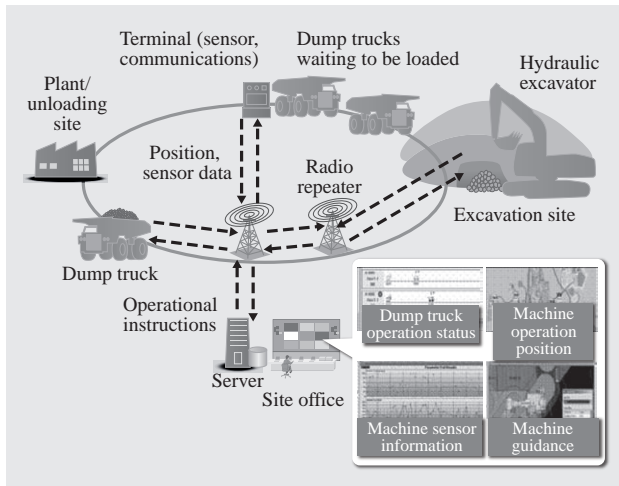 Terminal (sensor,
communications)
Dump trucks
waiting to be loaded
Hydraulic
excavator
Plant/
unloading
site
Position,
sensor data
Radio
repeater
Excavation site
Dump truck
Operational
instructions
Server
Site office
Dump truck
operation status
Machine
operation
position
Machine sensor
information
Machine
guidance